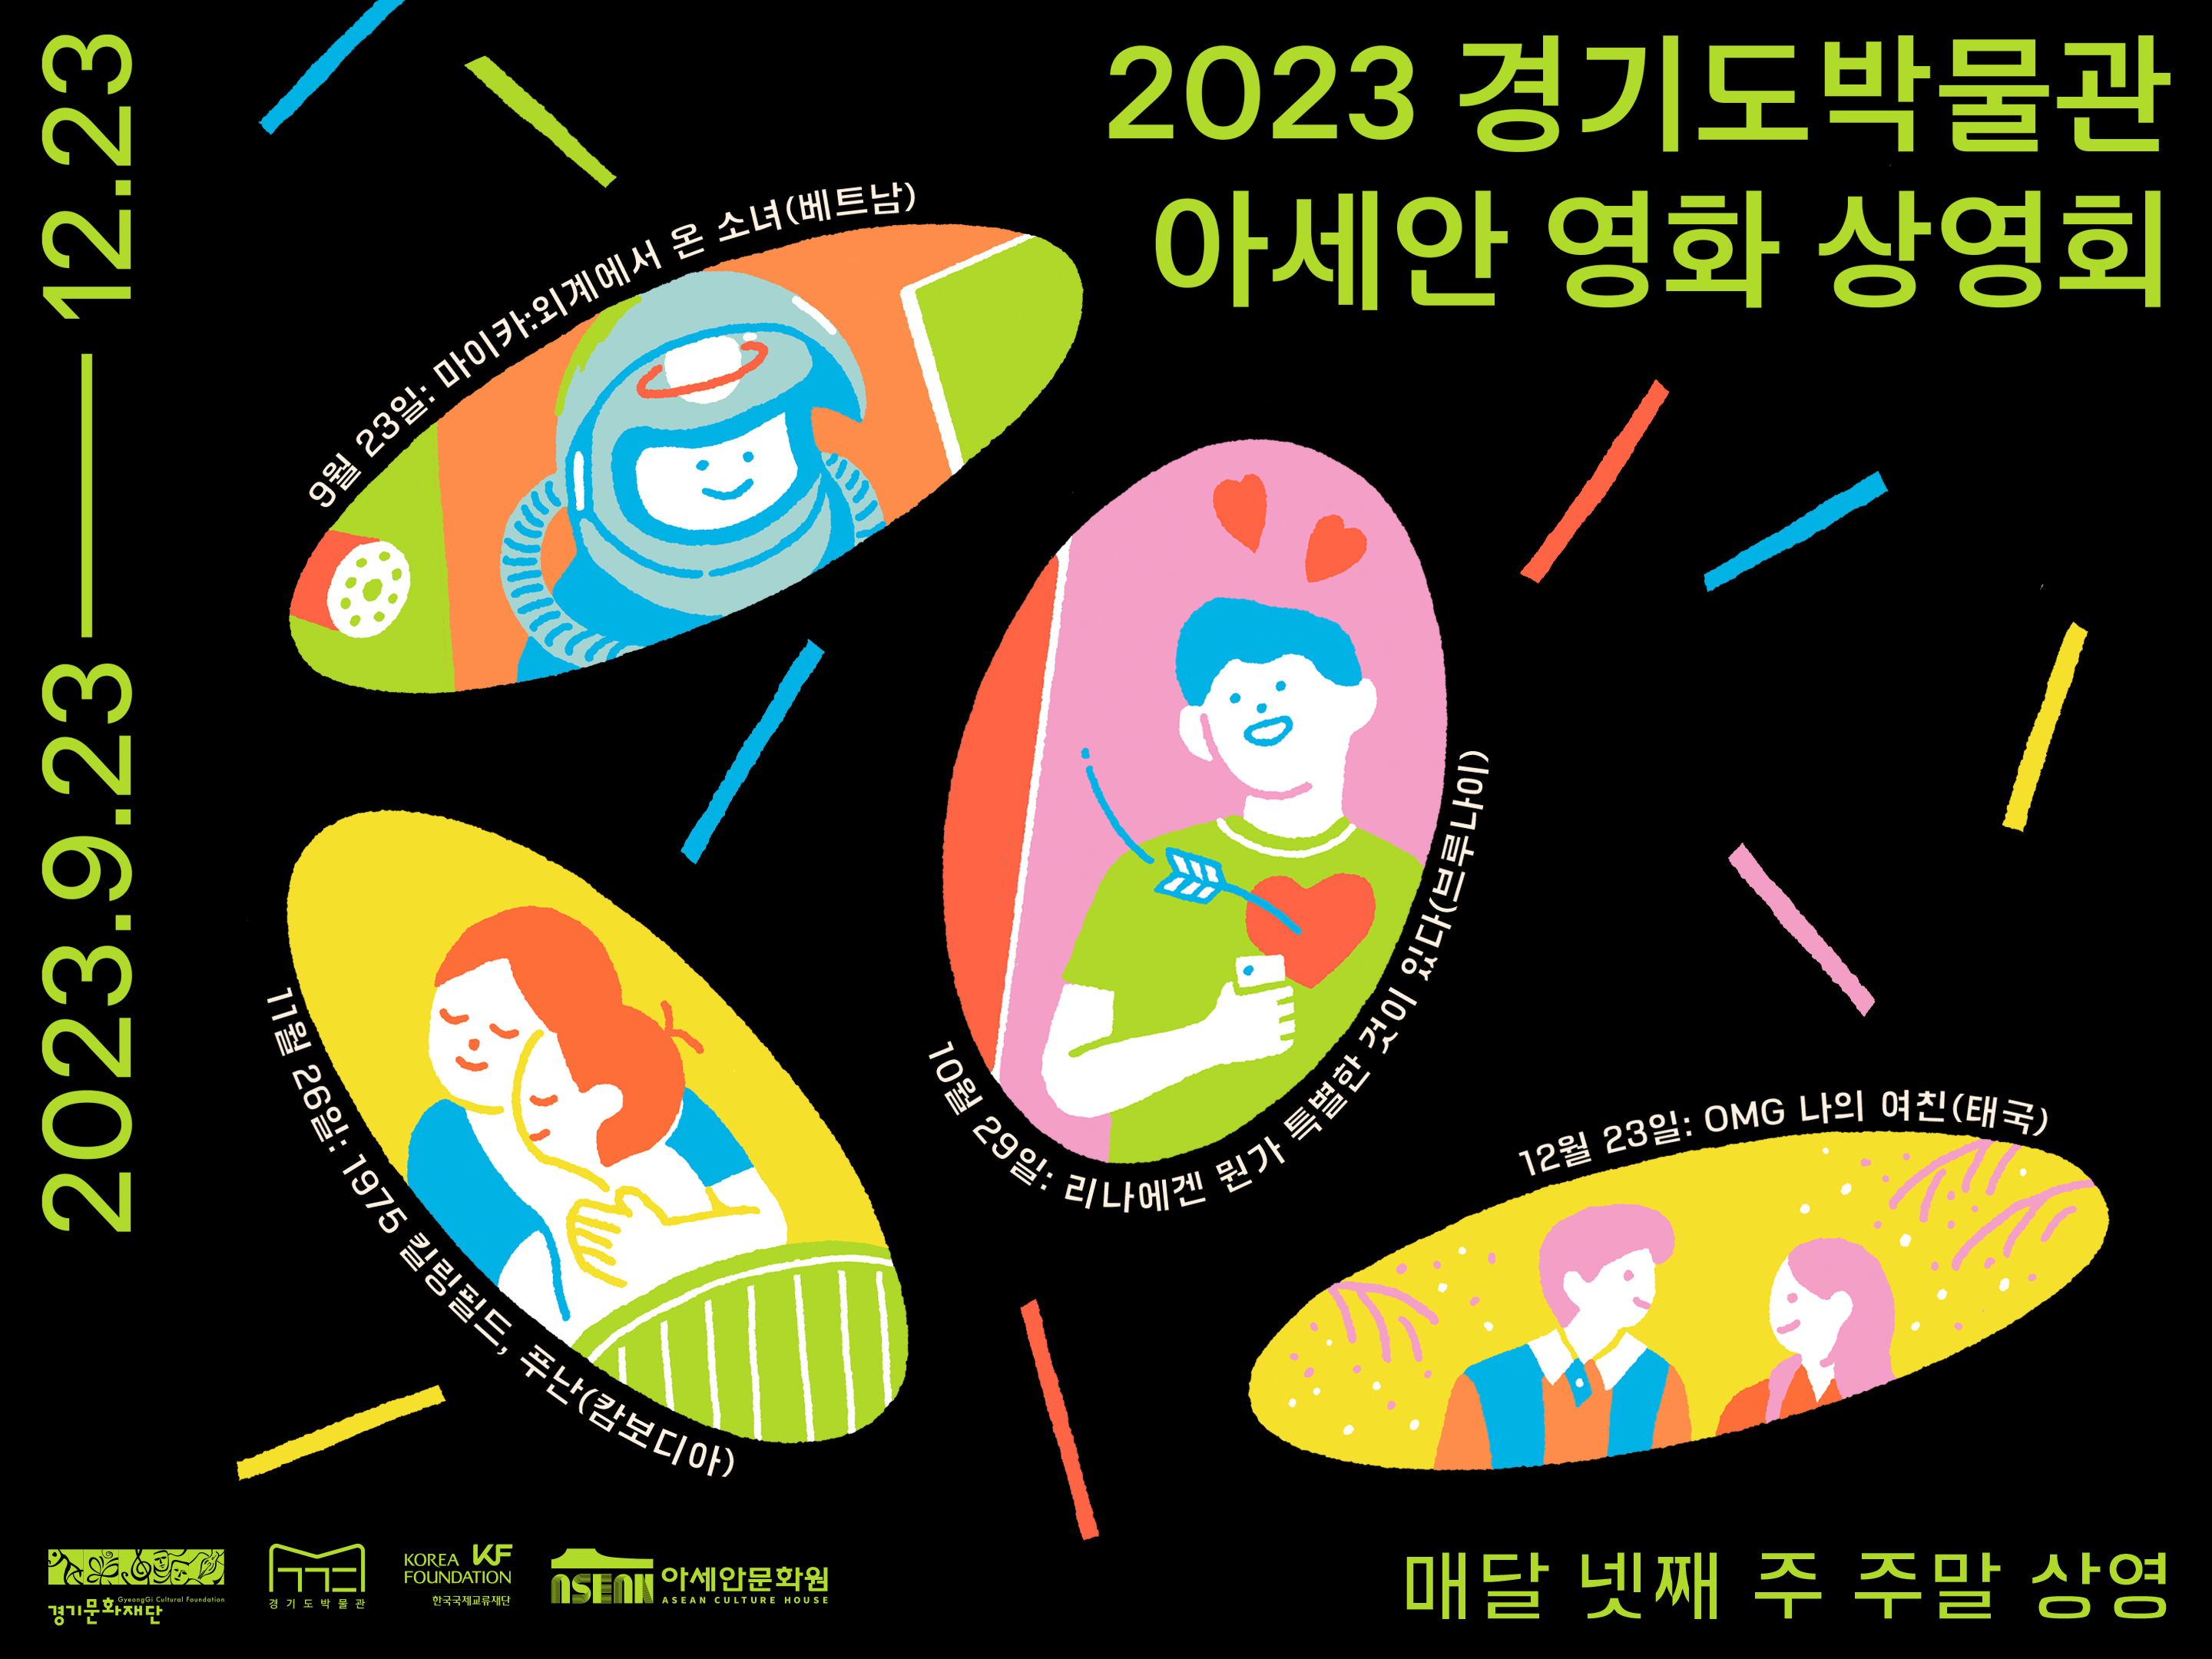 2023 경기도박물관
아세안 영화 상영회
2023.9.23 — 12.23
9월 23일: 마이카:외계에서 온 소녀(베트남)
10월 29일: 리나에겐 뭔가 특별한 것이 있다(브루나이)
11월 26일: 1975 킬링필드, 푸난(캄보디아)
12월 23일: OMG 나의 여친(태국)
매달 넷째 주 주말 상영
GyeongGi Cultural Foundation
경기문화재단
경기도박물관
KOREA KF
FOUNDATION
한국국제교류재단
ASEAN 아세안문화원
ASEAN CULTURE HOUSE